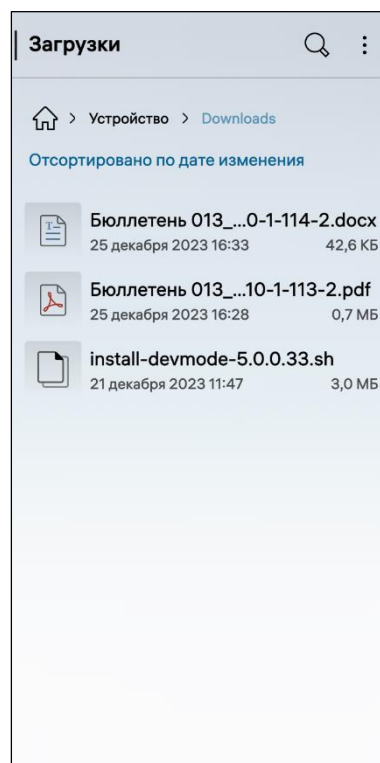 Загрузки
Устройство > Downloads
Отсортировано по дате изменения
Бюллетень 013_...0-1-114-2.docx
25 декабря 2023 16:33 42,6 КБ
Бюллетень 013_...10-1-113-2.pdf
25 декабря 2023 16:28 0,7 МБ
install-devmode-5.0.0.33.sh
21 декабря 2023 11:47 3,0 МБ